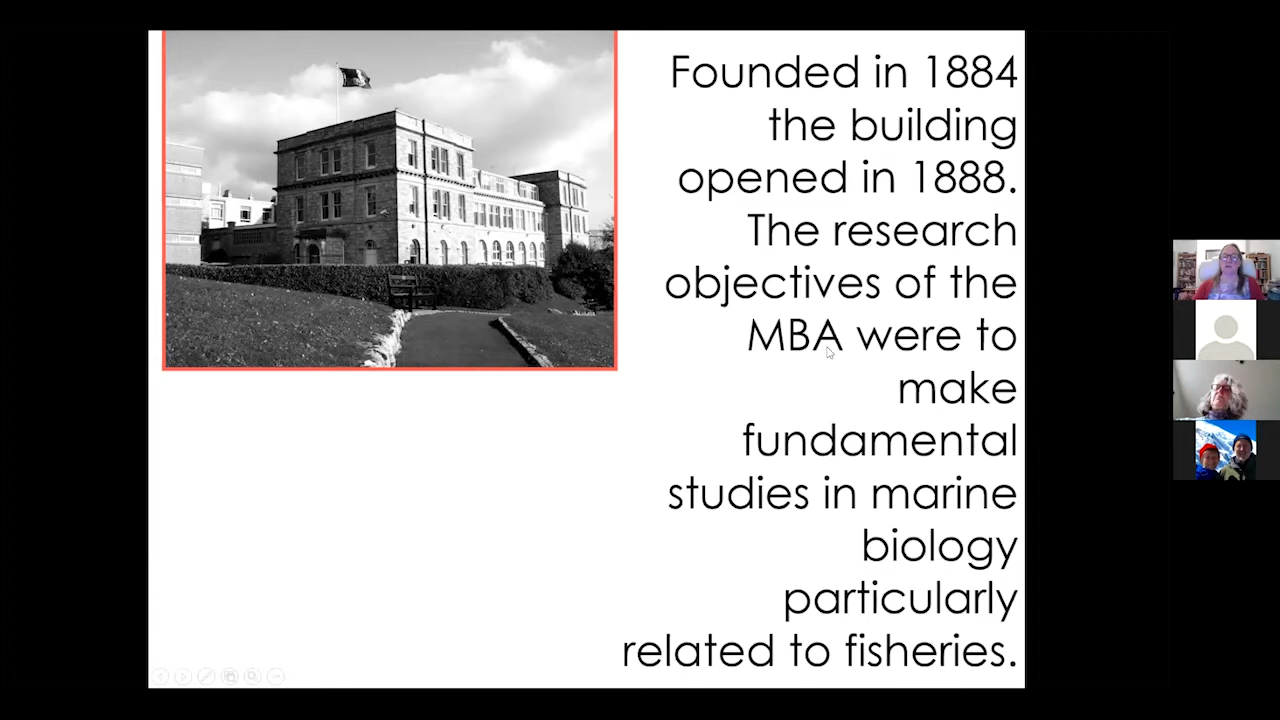 Founded in 1884
the building
opened in 1888.
The research
objectives of the
MBA were to
make
fundamental
studies in marine
biology
particularly
related to fisheries.